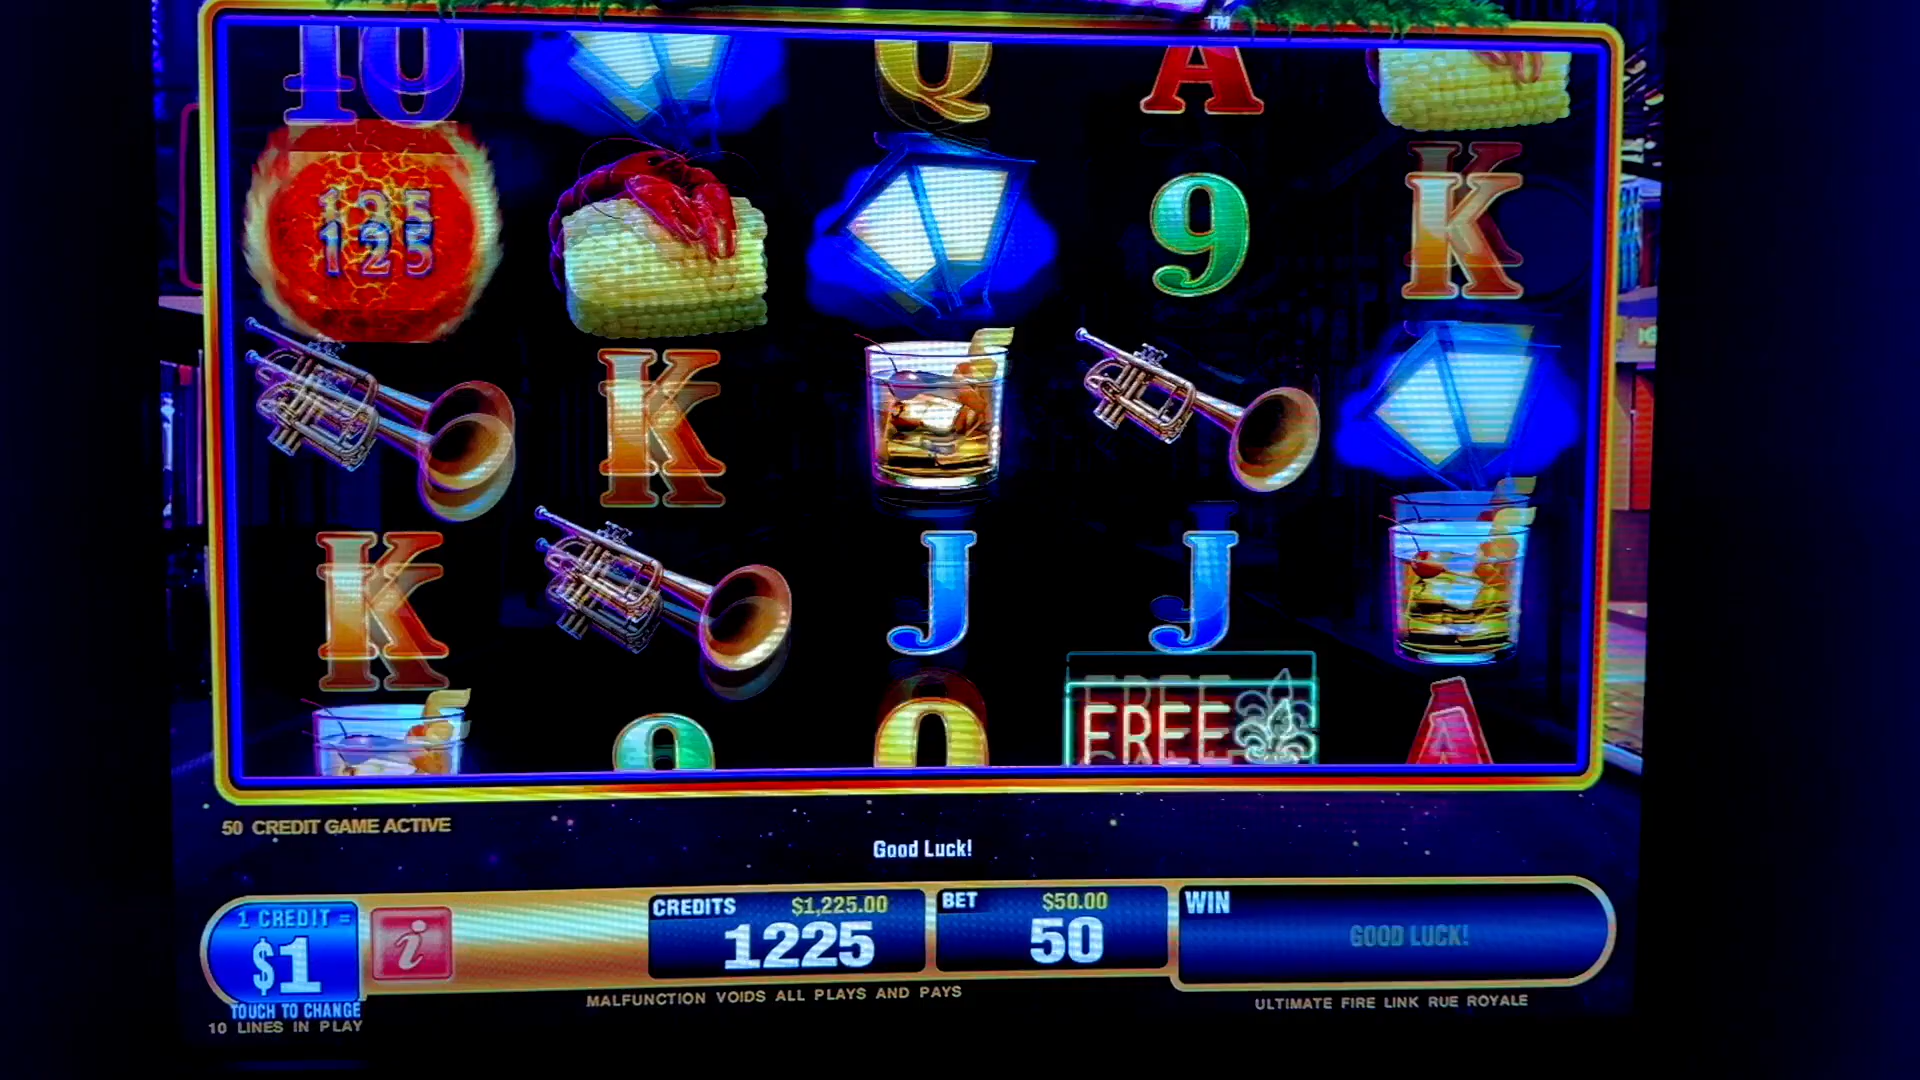 TM
10 Q A
125
125
9 K
K
K J J
9 Q FREE A
50 CREDIT GAME ACTIVE
Good Luck!
1 CREDIT =
$1
TOUCH TO CHANGE
10 LINES IN PLAY
i
CREDITS $1,225.00
1225
BET $50.00
50
WIN
GOOD LUCK!
MALFUNCTION VOIDS ALL PLAYS AND PAYS
ULTIMATE FIRE LINK RUE ROYALE